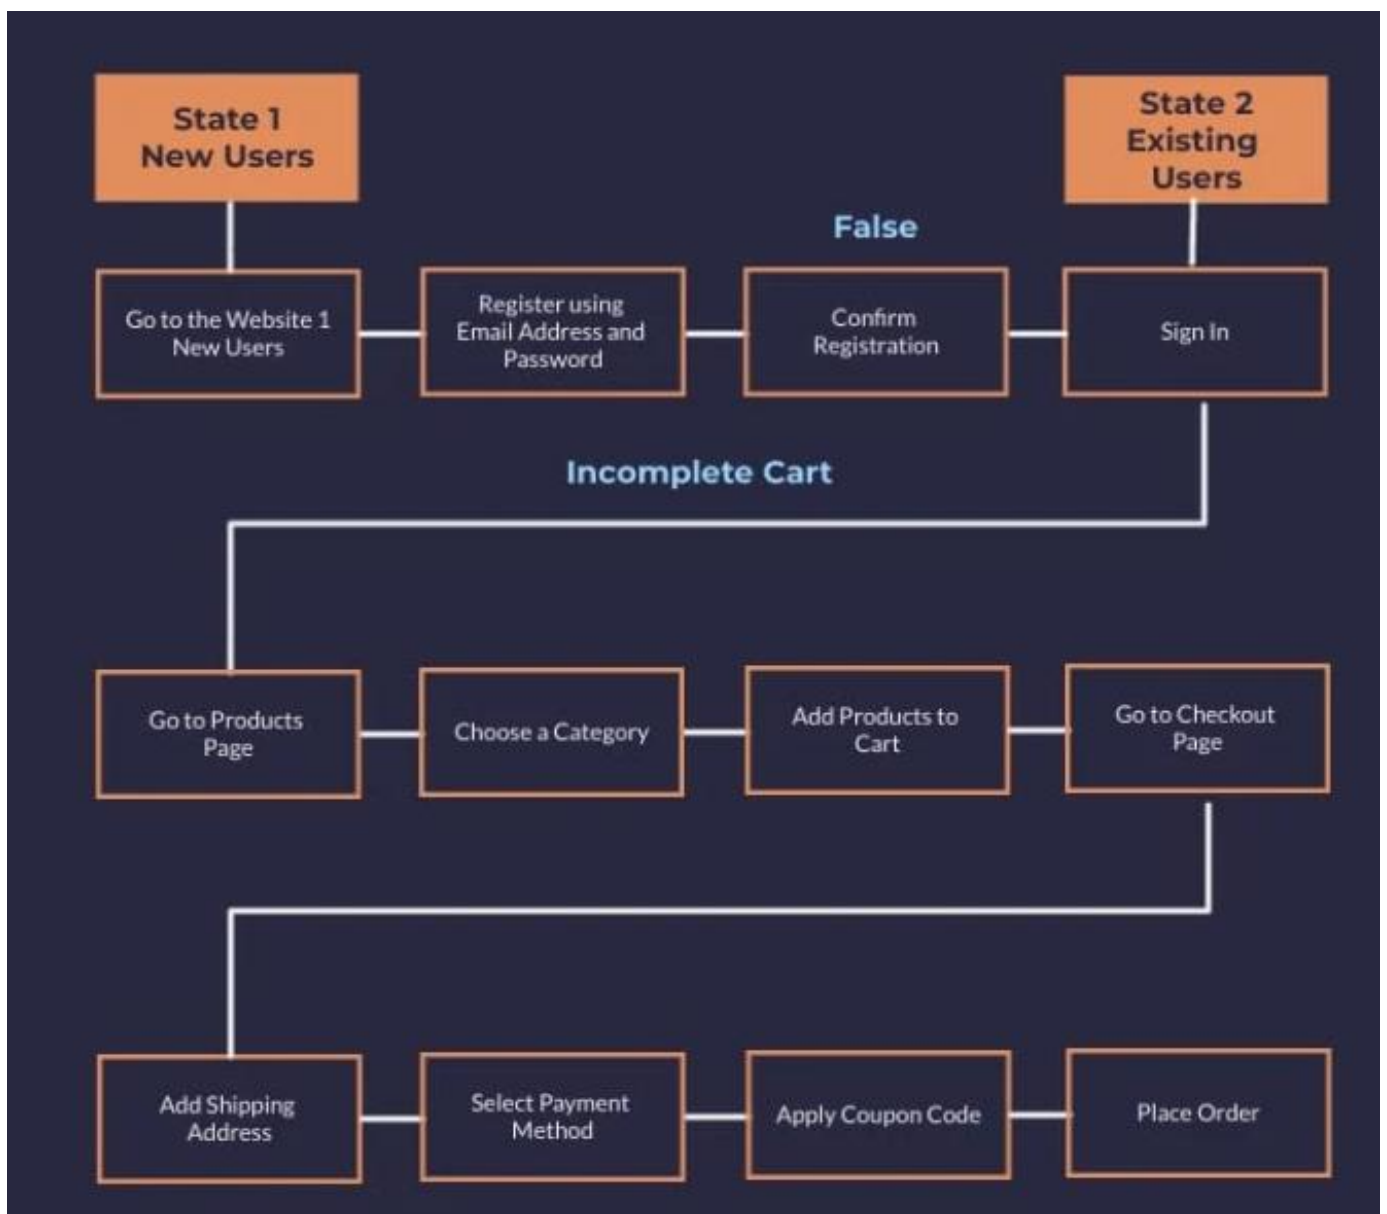 State 1
New Users
State 2
Existing
Users
False
Go to the Website 1
New Users
Register using
Email Address and
Password
Confirm
Registration
Sign In
Incomplete Cart
Go to Products
Page
Choose a Category
Add Products to
Cart
Go to Checkout
Page
Add Shipping
Address
Select Payment
Method
Apply Coupon Code
Place Order